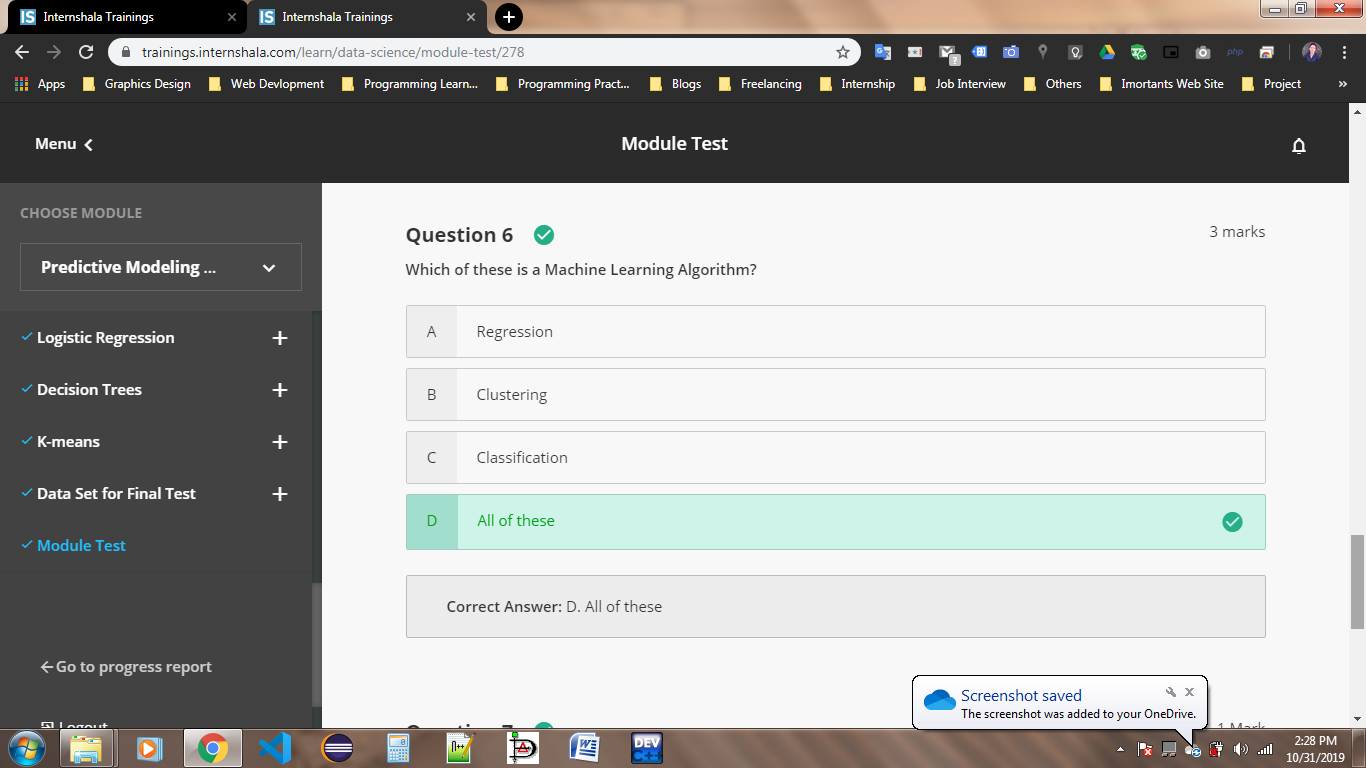 Internshala Trainings
Internshala Trainings
trainings.internshala.com/learn/data-science/module-test/278
Apps
Graphics Design
Web Devlopment
Programming Learn...
Programming Pract...
Blogs
Freelancing
Internship
Job Interview
Others
Imortants Web Site
Project
»
Menu
Module Test
CHOOSE MODULE
Predictive Modeling ...
Logistic Regression
Decision Trees
K-means
Data Set for Final Test
Module Test
Go to progress report
Logout
Question 6
3 marks
Which of these is a Machine Learning Algorithm?
A Regression
B Clustering
C Classification
D All of these
Correct Answer: D. All of these
Question 7
1 Mark
Screenshot saved
The screenshot was added to your OneDrive.
DEV
C++
2:28 PM
10/31/2019